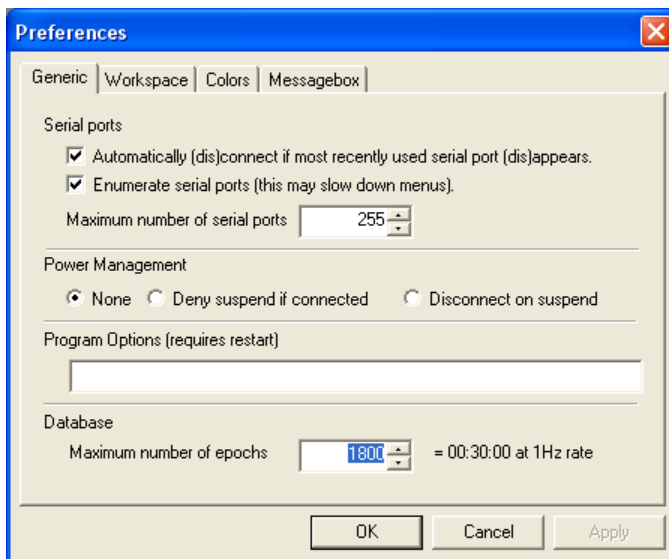 Preferences
Generic Workspace Colors Messagebox
Serial ports
Automatically (dis)connect if most recently used serial port (dis)appears.
Enumerate serial ports (this may slow down menus).
Maximum number of serial ports 255
Power Management
None Deny suspend if connected Disconnect on suspend
Program Options (requires restart)
Database
Maximum number of epochs 1800 = 00:30:00 at 1Hz rate
OK Cancel Apply